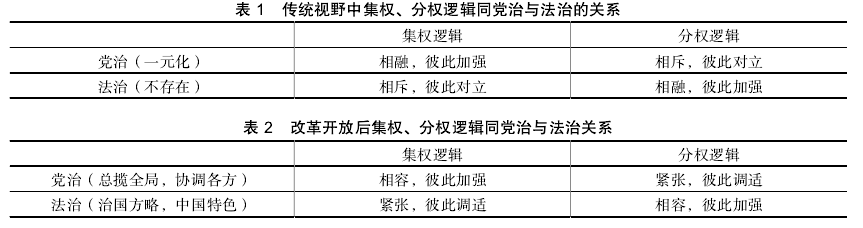 表 1 传统视野中集权、分权逻辑同党治与法治的关系
集权逻辑 分权逻辑
党治（一元化） 相融，彼此加强 相斥，彼此对立
法治（不存在） 相斥，彼此对立 相融，彼此加强
表 2 改革开放后集权、分权逻辑同党治与法治关系
集权逻辑 分权逻辑
党治（总揽全局，协调各方） 相容，彼此加强 紧张，彼此调适
法治（治国方略，中国特色） 紧张，彼此调适 相容，彼此加强